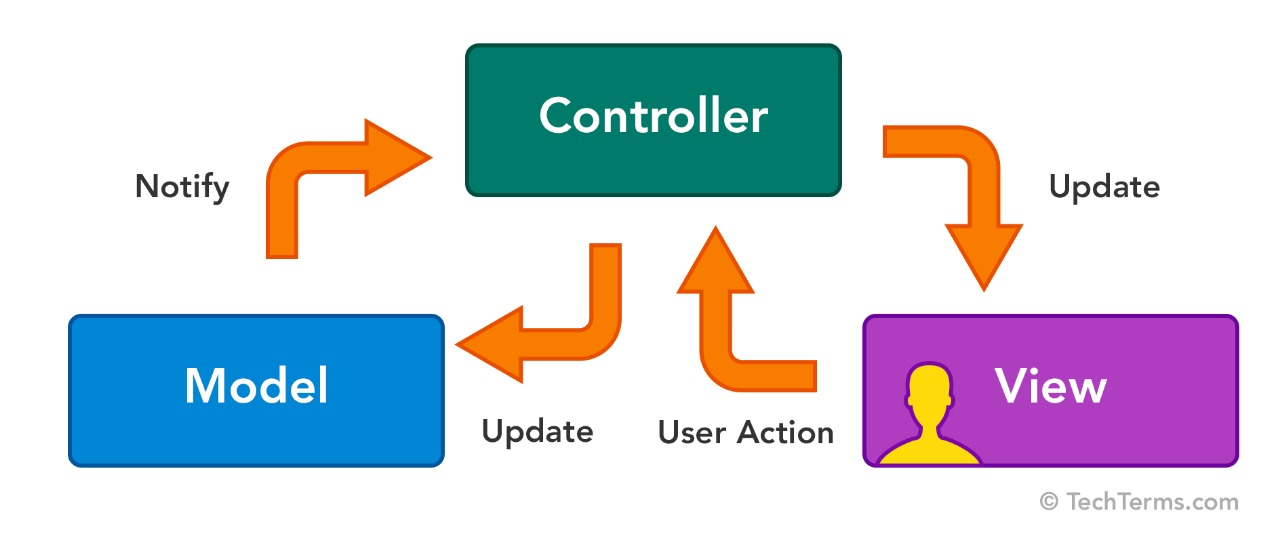 Controller
Notify
Update
Model
View
Update
User Action
© TechTerms.com